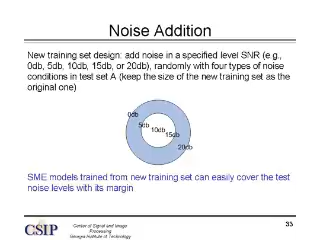 Noise Addition
New training set design: add noise in a specified level SNR (e.g.,
0db, 5db, 10db, 15db, or 20db), randomly with four types of noise
conditions in test set A (keep the size of the new training set as the
original one)
0db
5db
10db
15db
20db
SME models trained from new training set can easily cover the test
noise levels with its margin
CSIP
Center of Signal and Image
Processing
Georgia Institute of Technology
33